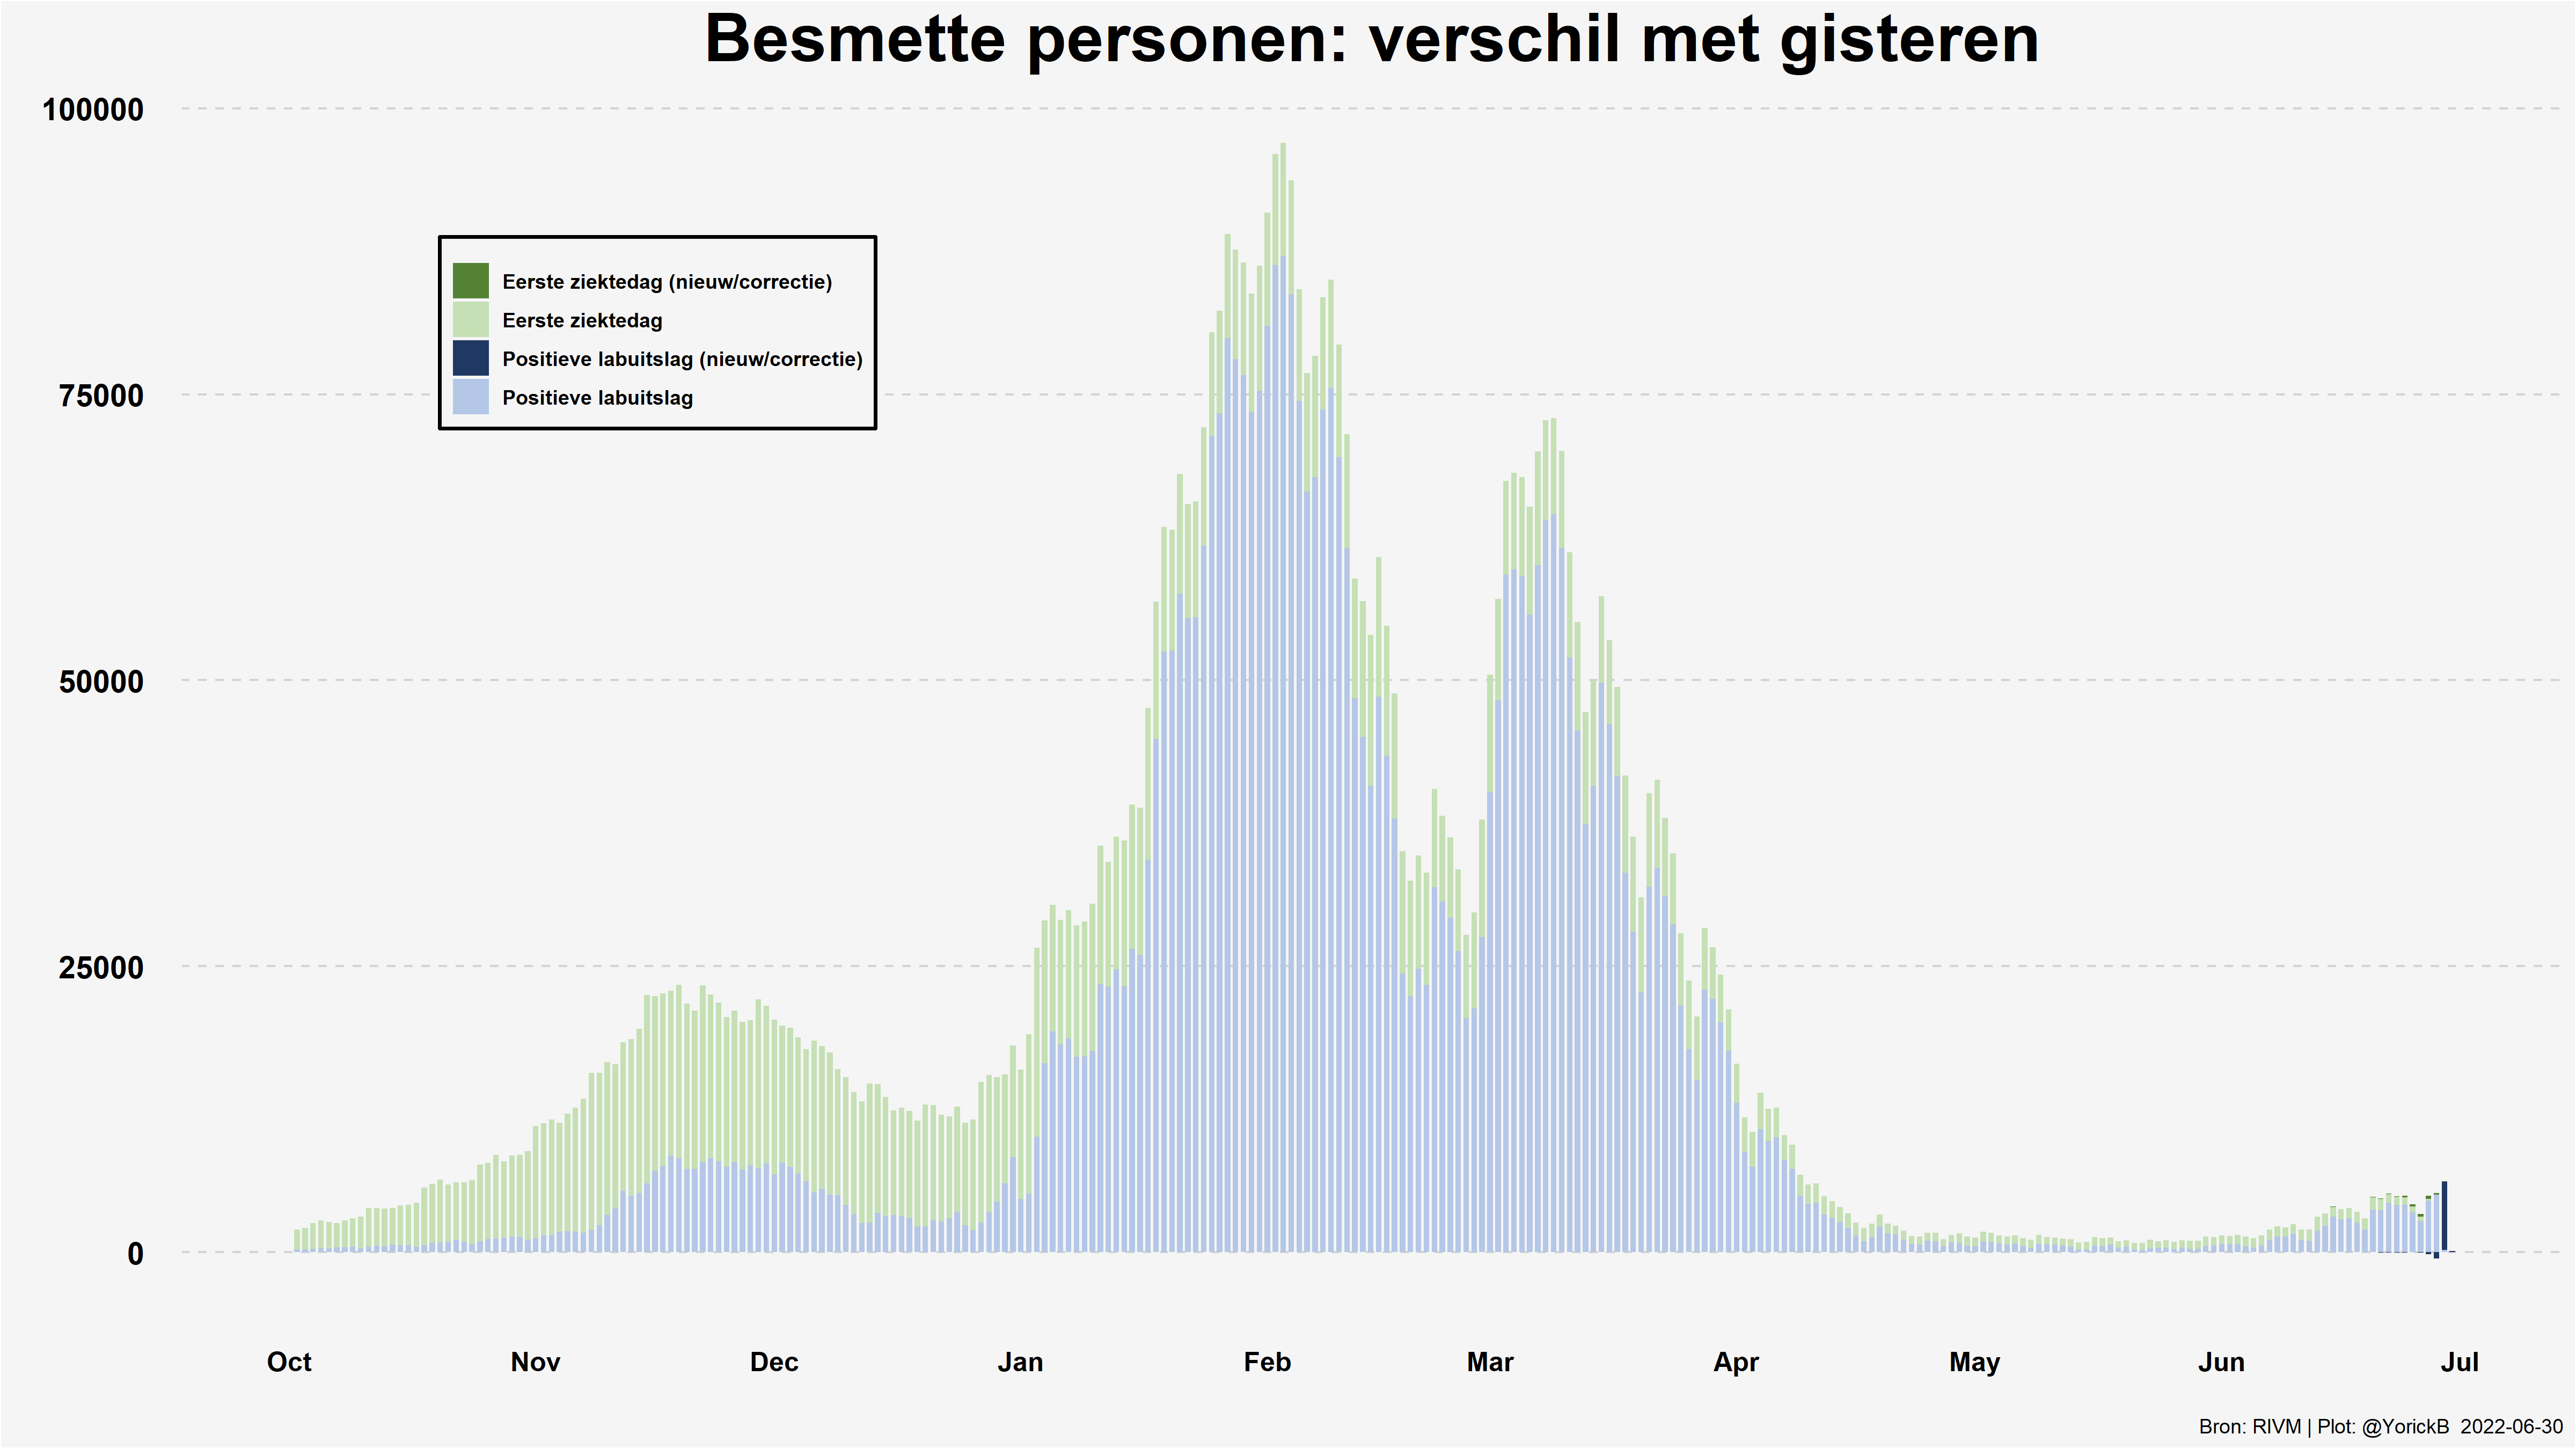 Besmette personen: verschil met gisteren
100000
75000
50000
25000
0
Eerste ziektedag (nieuw/correctie)
Eerste ziektedag
Positieve labuitslag (nieuw/correctie)
Positieve labuitslag
Oct Nov Dec Jan Feb Mar Apr May Jun Jul
Bron: RIVM | Plot: @YorickB 2022-06-30